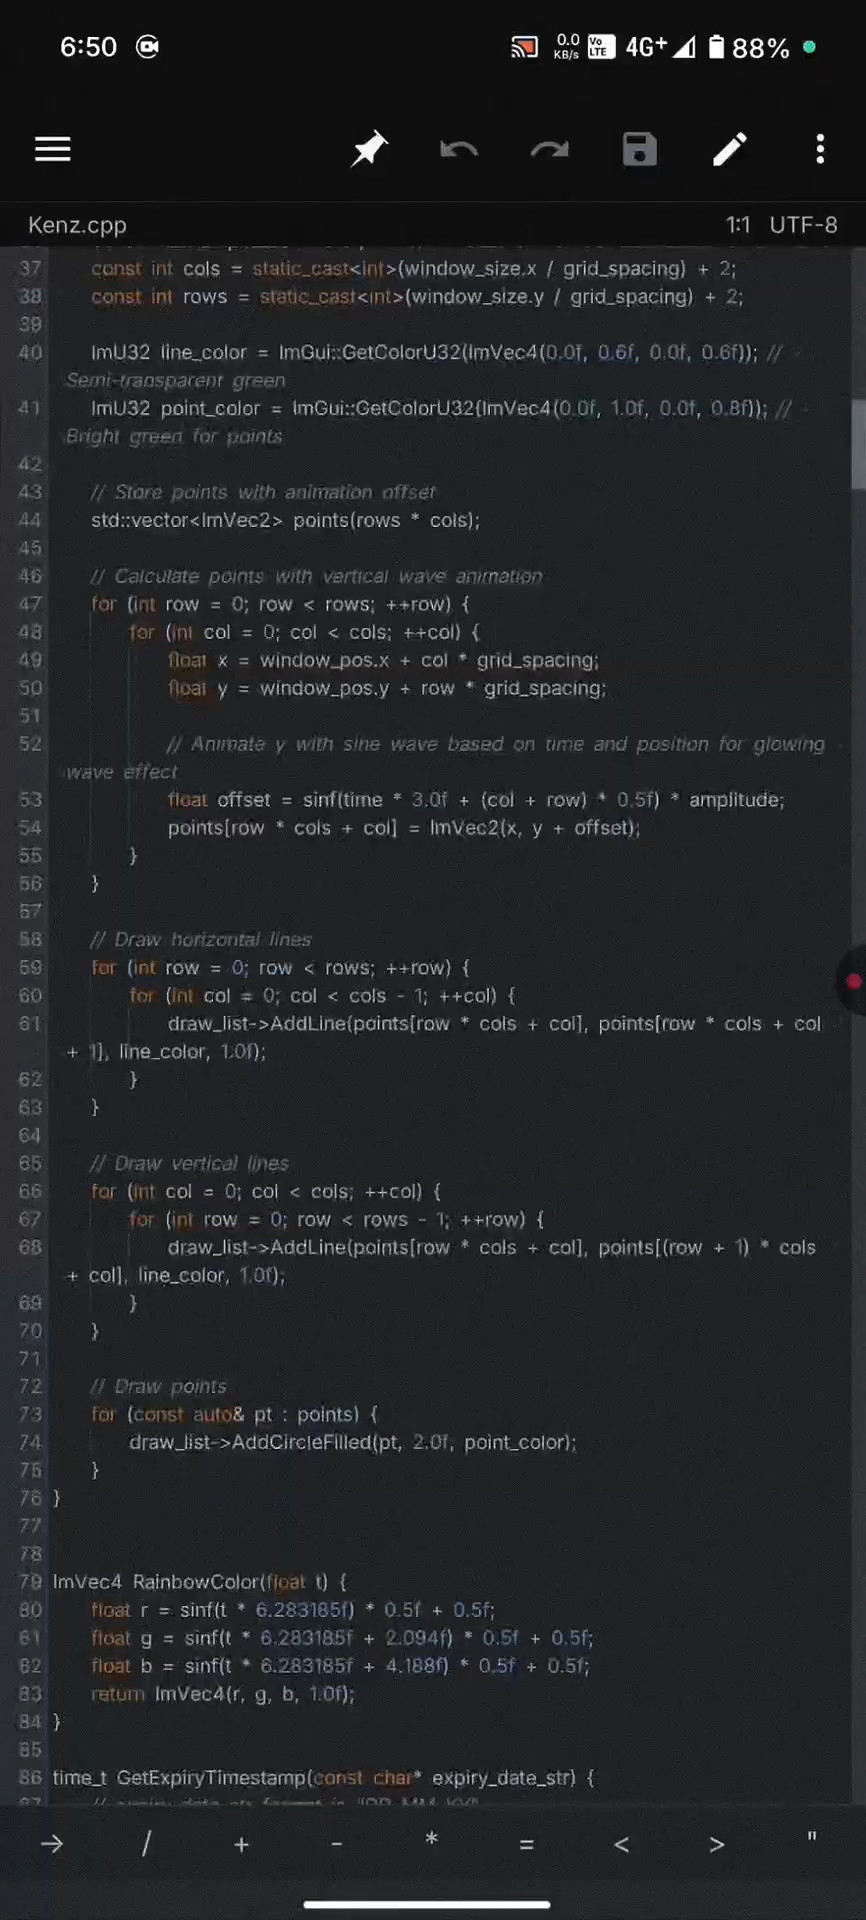 6:50 0.0 KB/s Vo LTE 4G+ 88%
Kenz.cpp 1:1 UTF-8
37 const int cols = static_cast<int>(window_size.x / grid_spacing) + 2;
38 const int rows = static_cast<int>(window_size.y / grid_spacing) + 2;
39
40 ImU32 line_color = ImGui::GetColorU32(ImVec4(0.0f, 0.6f, 0.0f, 0.6f)); //
Semi-transparent green
41 ImU32 point_color = ImGui::GetColorU32(ImVec4(0.0f, 1.0f, 0.0f, 0.8f)); //
Bright green for points
42
43 // Store points with animation offset
44 std::vector<ImVec2> points(rows * cols);
45
46 // Calculate points with vertical wave animation
47 for (int row = 0; row < rows; ++row) {
48 for (int col = 0; col < cols; ++col) {
49 float x = window_pos.x + col * grid_spacing;
50 float y = window_pos.y + row * grid_spacing;
51
52 // Animate y with sine wave based on time and position for glowing
wave effect
53 float offset = sinf(time * 3.0f + (col + row) * 0.5f) * amplitude;
54 points[row * cols + col] = ImVec2(x, y + offset);
55 }
56 }
57
58 // Draw horizontal lines
59 for (int row = 0; row < rows; ++row) {
60 for (int col = 0; col < cols - 1; ++col) {
61 draw_list->AddLine(points[row * cols + col], points[row * cols + col
+ 1], line_color, 1.0f);
62 }
63 }
64
65 // Draw vertical lines
66 for (int col = 0; col < cols; ++col) {
67 for (int row = 0; row < rows - 1; ++row) {
68 draw_list->AddLine(points[row * cols + col], points[(row + 1) * cols
+ col], line_color, 1.0f);
69 }
70 }
71
72 // Draw points
73 for (const auto& pt : points) {
74 draw_list->AddCircleFilled(pt, 2.0f, point_color);
75 }
76 }
77
78
79 ImVec4 RainbowColor(float t) {
80 float r = sinf(t * 6.283185f) * 0.5f + 0.5f;
81 float g = sinf(t * 6.283185f + 2.094f) * 0.5f + 0.5f;
82 float b = sinf(t * 6.283185f + 4.188f) * 0.5f + 0.5f;
83 return ImVec4(r, g, b, 1.0f);
84 }
85
86 time_t GetExpiryTimestamp(const char* expiry_date_str) {
→ / + - * = < > "